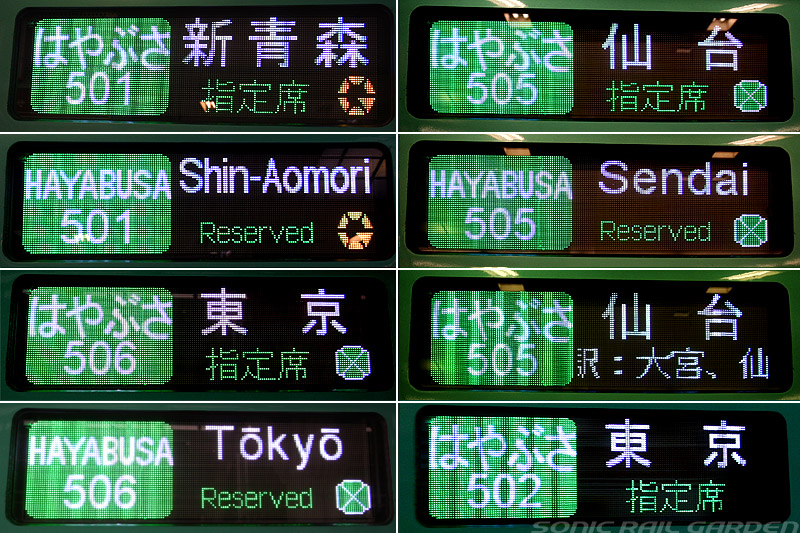 はやぶさ 新青森
501 指定席
はやぶさ 仙台
505 指定席
HAYABUSA Shin-Aomori
501 Reserved
HAYABUSA Sendai
505 Reserved
はやぶさ 東京
506 指定席
はやぶさ 仙台
505 沢：大宮、仙
HAYABUSA Tōkyō
506 Reserved
はやぶさ 東京
502 指定席
SONIC RAIL GARDEN